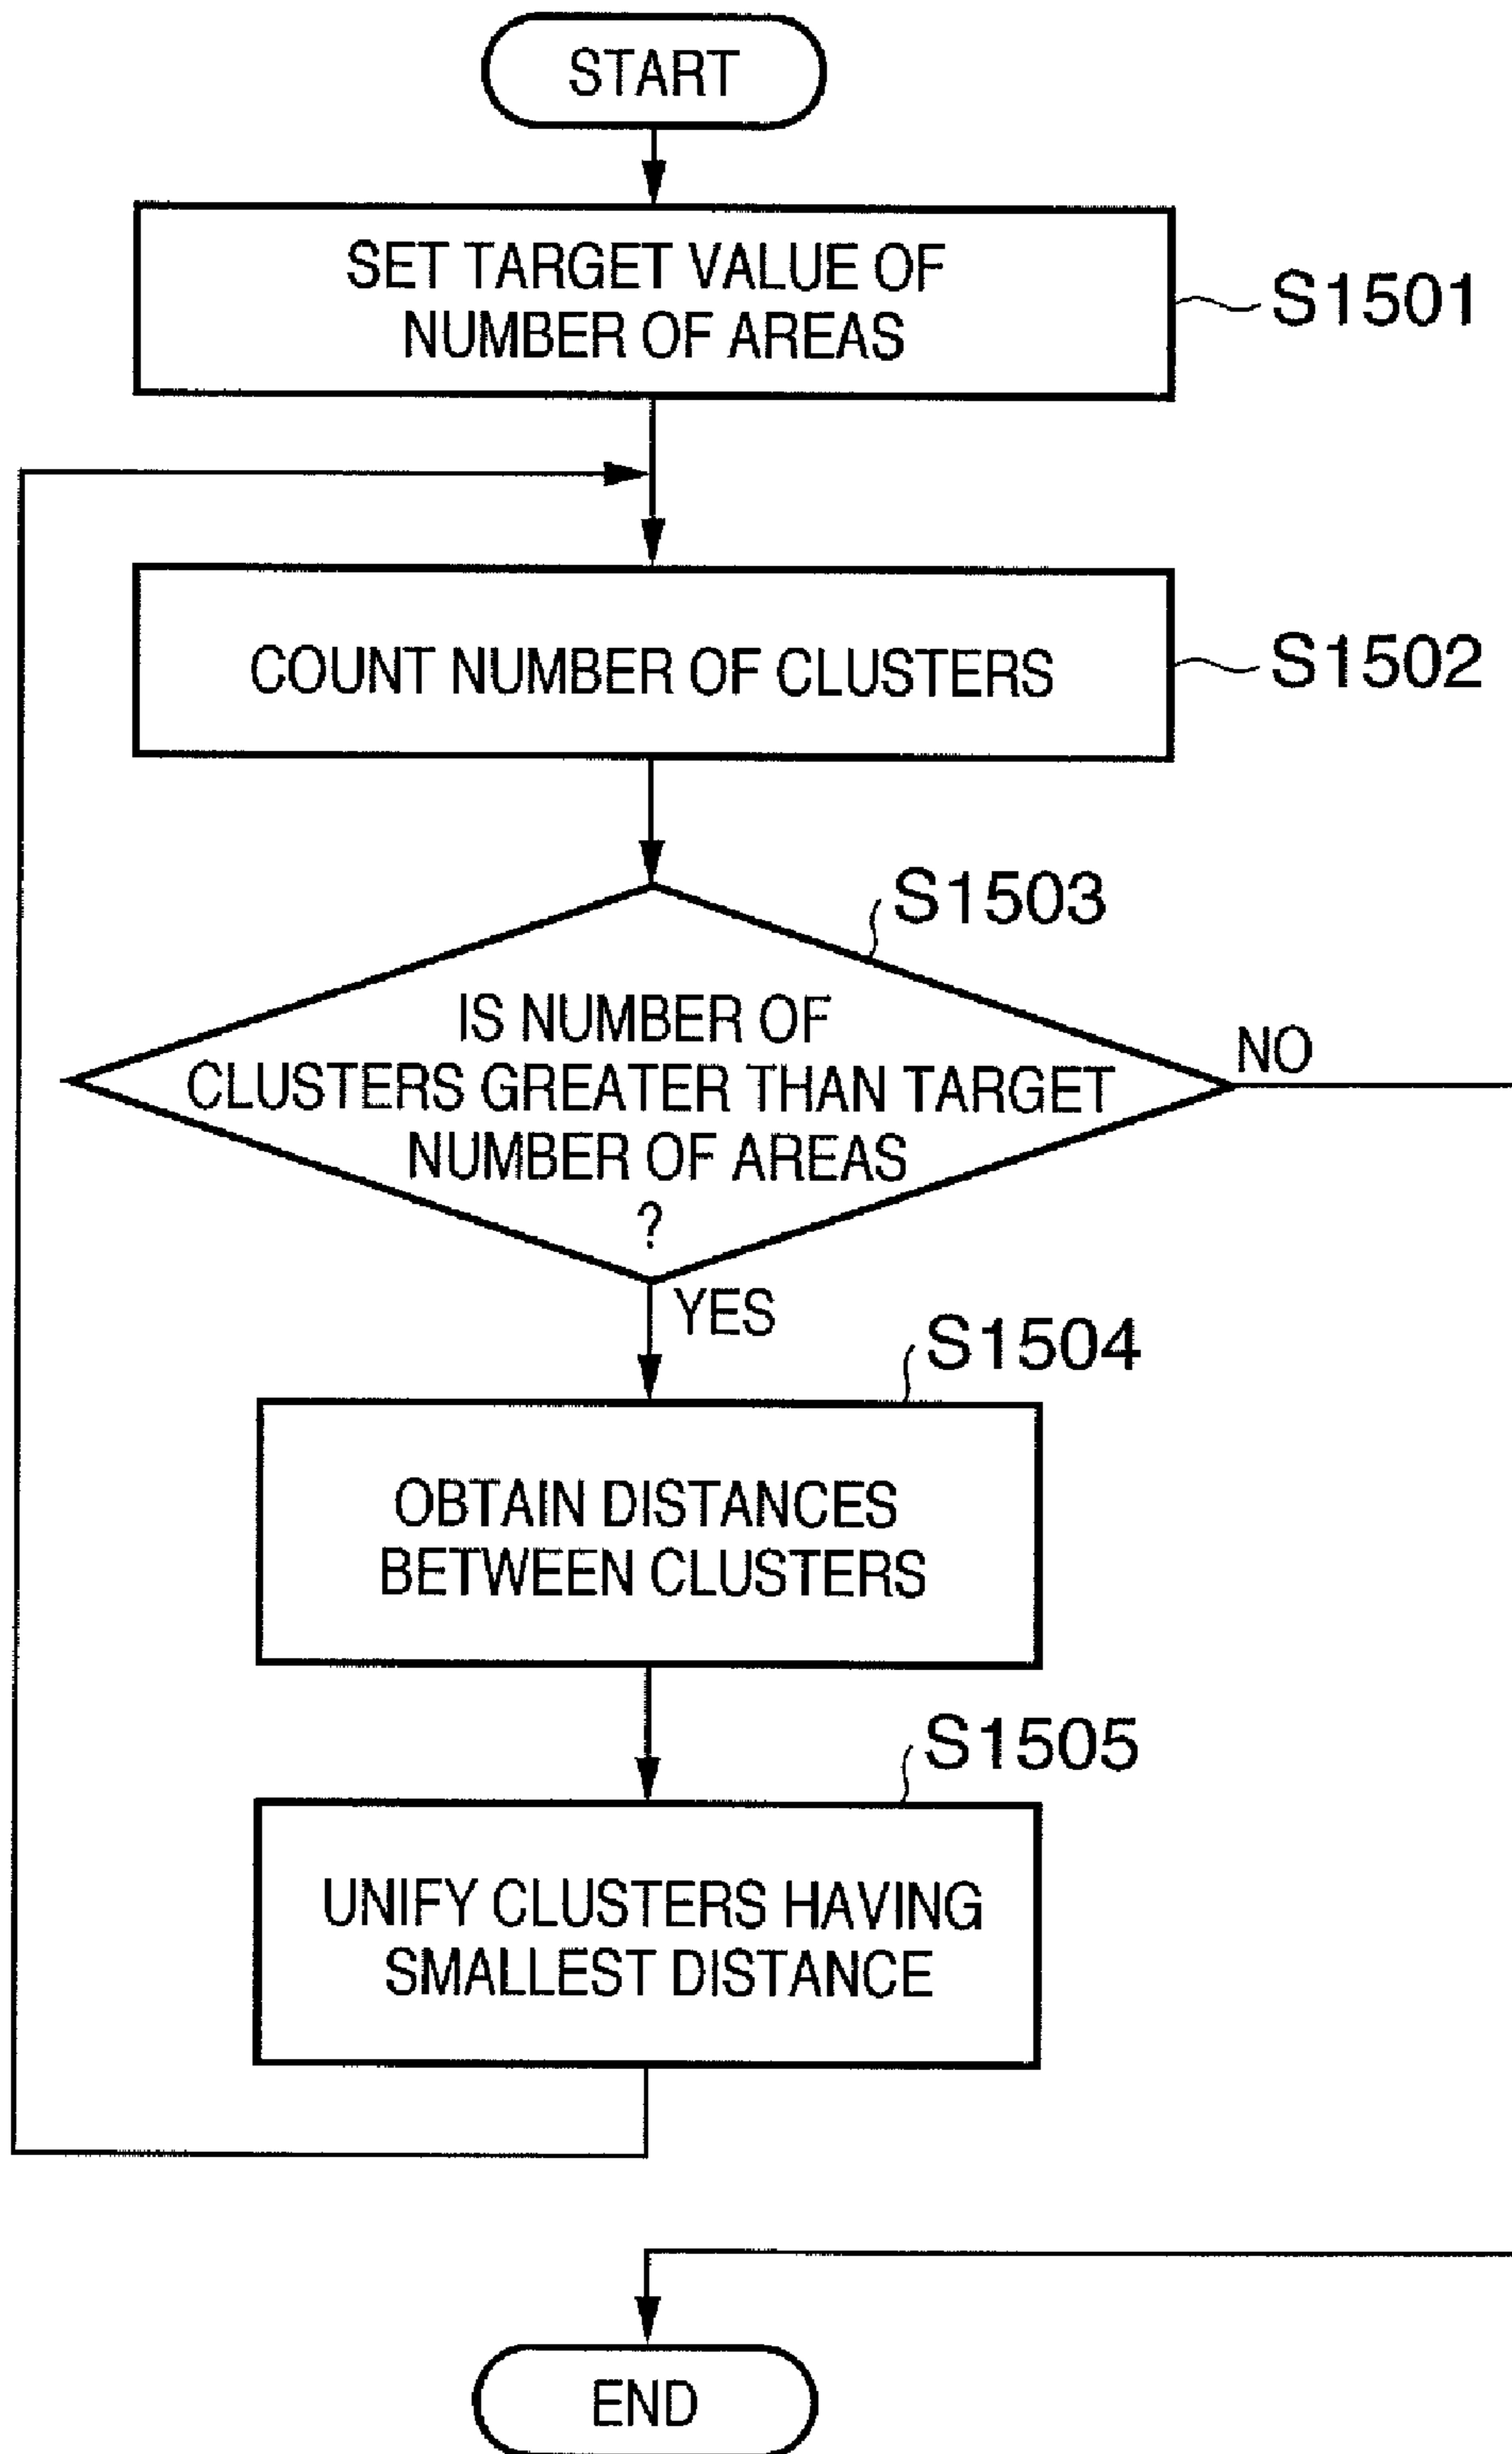 START
SET TARGET VALUE OF
NUMBER OF AREAS
S1501
COUNT NUMBER OF CLUSTERS
S1502
S1503
IS NUMBER OF
CLUSTERS GREATER THAN TARGET
NUMBER OF AREAS
?
NO
YES
S1504
OBTAIN DISTANCES
BETWEEN CLUSTERS
S1505
UNIFY CLUSTERS HAVING
SMALLEST DISTANCE
END